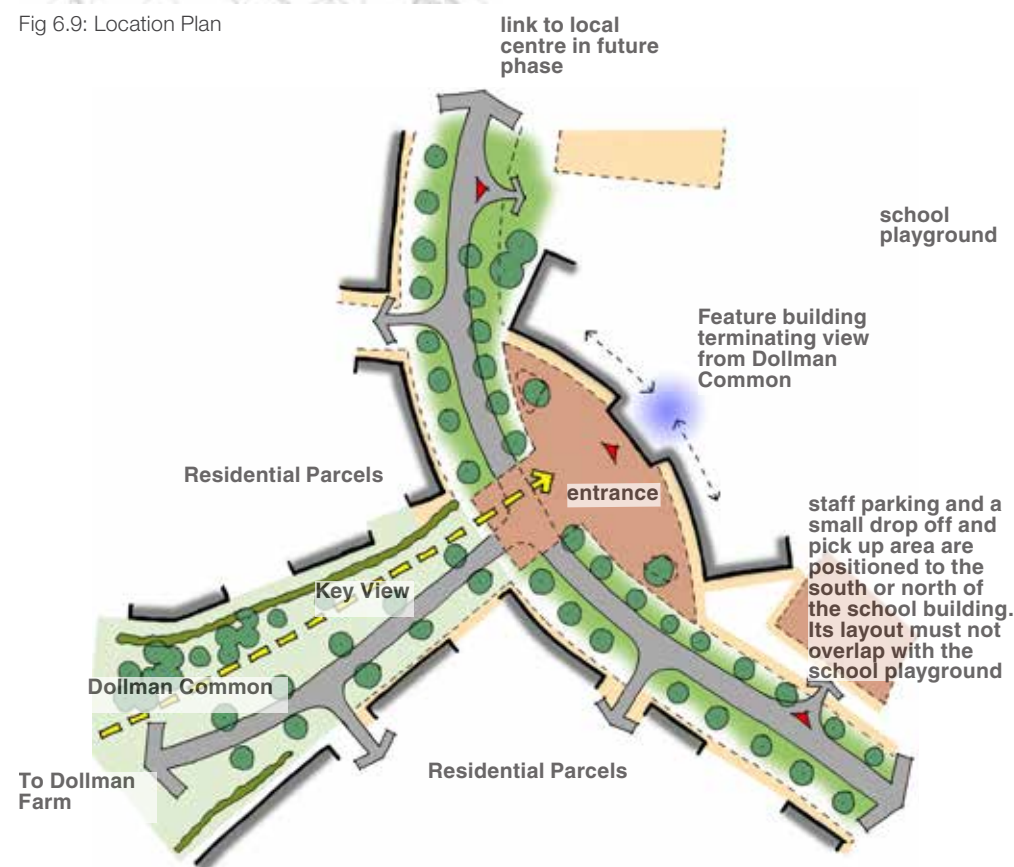 Fig 6.9: Location Plan
link to local
centre in future
phase
school
playground
Feature building
terminating view
from Dollman
Common
Residential Parcels
entrance
staff parking and a
small drop off and
pick up area are
positioned to the
south or north of
the school building.
Its layout must not
overlap with the
school playground
Key View
Dollman Common
To Dollman
Farm
Residential Parcels